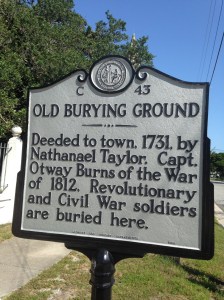 C 43
OLD BURYING GROUND
Deeded to town, 1731, by
Nathanael Taylor. Capt.
Otway Burns of the War
of 1812, Revolutionary
and Civil War soldiers
are buried here.